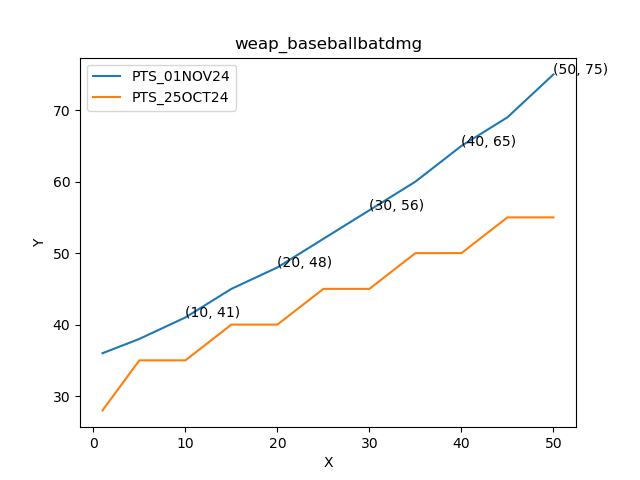 weap_baseballbatdmg
PTS_01NOV24
PTS_25OCT24
(50, 75)
(40, 65)
(30, 56)
(20, 48)
(10, 41)
70
60
50
40
30
Y
0 10 20 30 40 50
X